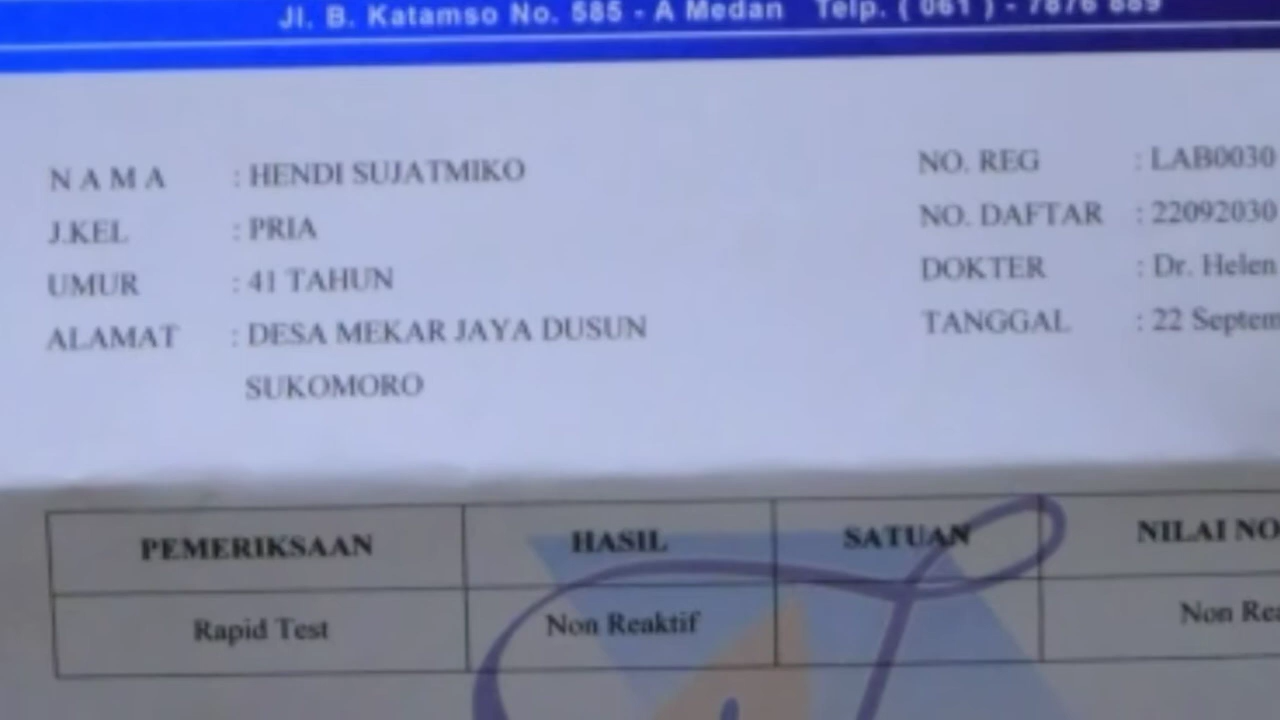 Jl. B. Katamso No. 585 - A Medan Telp. ( 061 ) - 7876 889
N A M A : HENDI SUJATMIKO
J.KEL : PRIA
UMUR : 41 TAHUN
ALAMAT : DESA MEKAR JAYA DUSUN
SUKOMORO
NO. REG : LAB0030
NO. DAFTAR : 22092030
DOKTER : Dr. Helen
TANGGAL : 22 Septem
PEMERIKSAAN HASIL SATUAN NILAI NO
Rapid Test Non Reaktif Non Rea